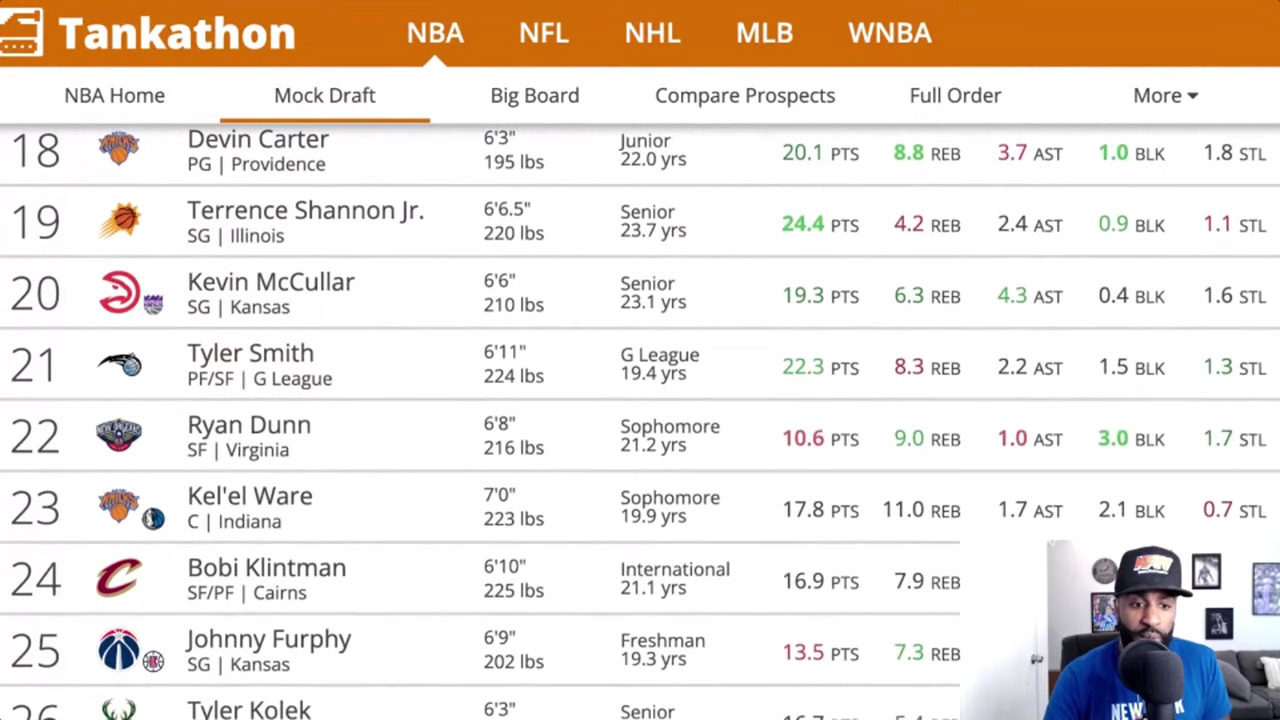 Tankathon NBA NFL NHL MLB WNBA
NBA Home Mock Draft Big Board Compare Prospects Full Order More
18 Devin Carter 6'3" Junior 20.1 PTS 8.8 REB 3.7 AST 1.0 BLK 1.8 STL
PG | Providence 195 lbs 22.0 yrs
19 Terrence Shannon Jr. 6'6.5" Senior 24.4 PTS 4.2 REB 2.4 AST 0.9 BLK 1.1 STL
SG | Illinois 220 lbs 23.7 yrs
20 Kevin McCullar 6'6" Senior 19.3 PTS 6.3 REB 4.3 AST 0.4 BLK 1.6 STL
SG | Kansas 210 lbs 23.1 yrs
21 Tyler Smith 6'11" G League 22.3 PTS 8.3 REB 2.2 AST 1.5 BLK 1.3 STL
PF/SF | G League 224 lbs 19.4 yrs
22 Ryan Dunn 6'8" Sophomore 10.6 PTS 9.0 REB 1.0 AST 3.0 BLK 1.7 STL
SF | Virginia 216 lbs 21.2 yrs
23 Kel'el Ware 7'0" Sophomore 17.8 PTS 11.0 REB 1.7 AST 2.1 BLK 0.7 STL
C | Indiana 223 lbs 19.9 yrs
24 Bobi Klintman 6'10" International 16.9 PTS 7.9 REB
SF/PF | Cairns 225 lbs 21.1 yrs
25 Johnny Furphy 6'9" Freshman 13.5 PTS 7.3 REB
SG | Kansas 202 lbs 19.3 yrs
26 Tyler Kolek 6'3" Senior
NEW